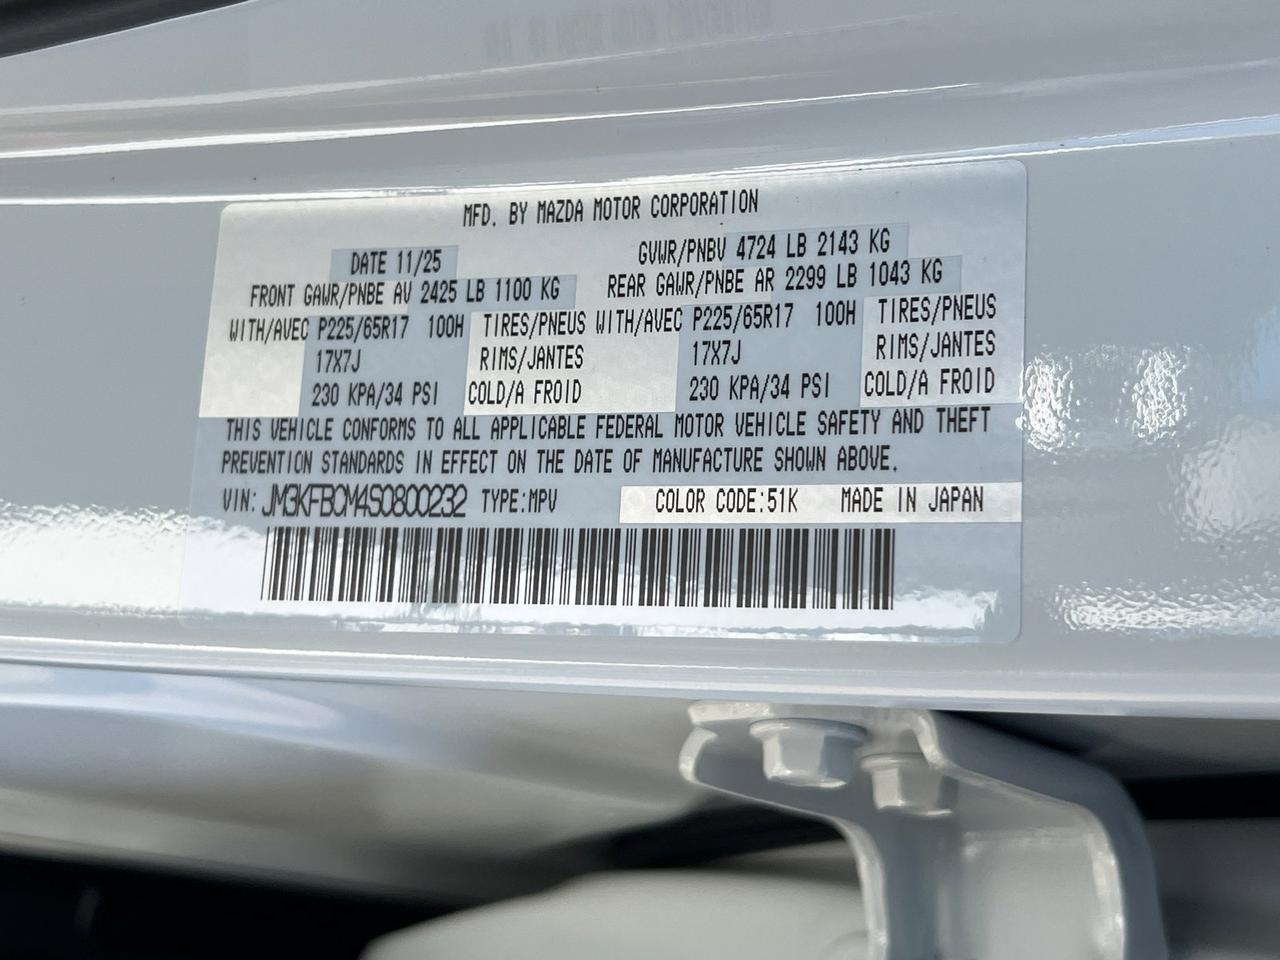 MFD. BY MAZDA MOTOR CORPORATION
DATE 11/25 GVWR/PNBV 4724 LB 2143 KG
FRONT GAWR/PNBE AV 2425 LB 1100 KG REAR GAWR/PNBE AR 2299 LB 1043 KG
WITH/AVEC P225/65R17 100H TIRES/PNEUS WITH/AVEC P225/65R17 100H TIRES/PNEUS
17X7J RIMS/JANTES 17X7J RIMS/JANTES
230 KPA/34 PSI COLD/A FROID 230 KPA/34 PSI COLD/A FROID
THIS VEHICLE CONFORMS TO ALL APPLICABLE FEDERAL MOTOR VEHICLE SAFETY AND THEFT
PREVENTION STANDARDS IN EFFECT ON THE DATE OF MANUFACTURE SHOWN ABOVE.
VIN: JM3KFBCM4S0800232 TYPE:MPV COLOR CODE:51K MADE IN JAPAN